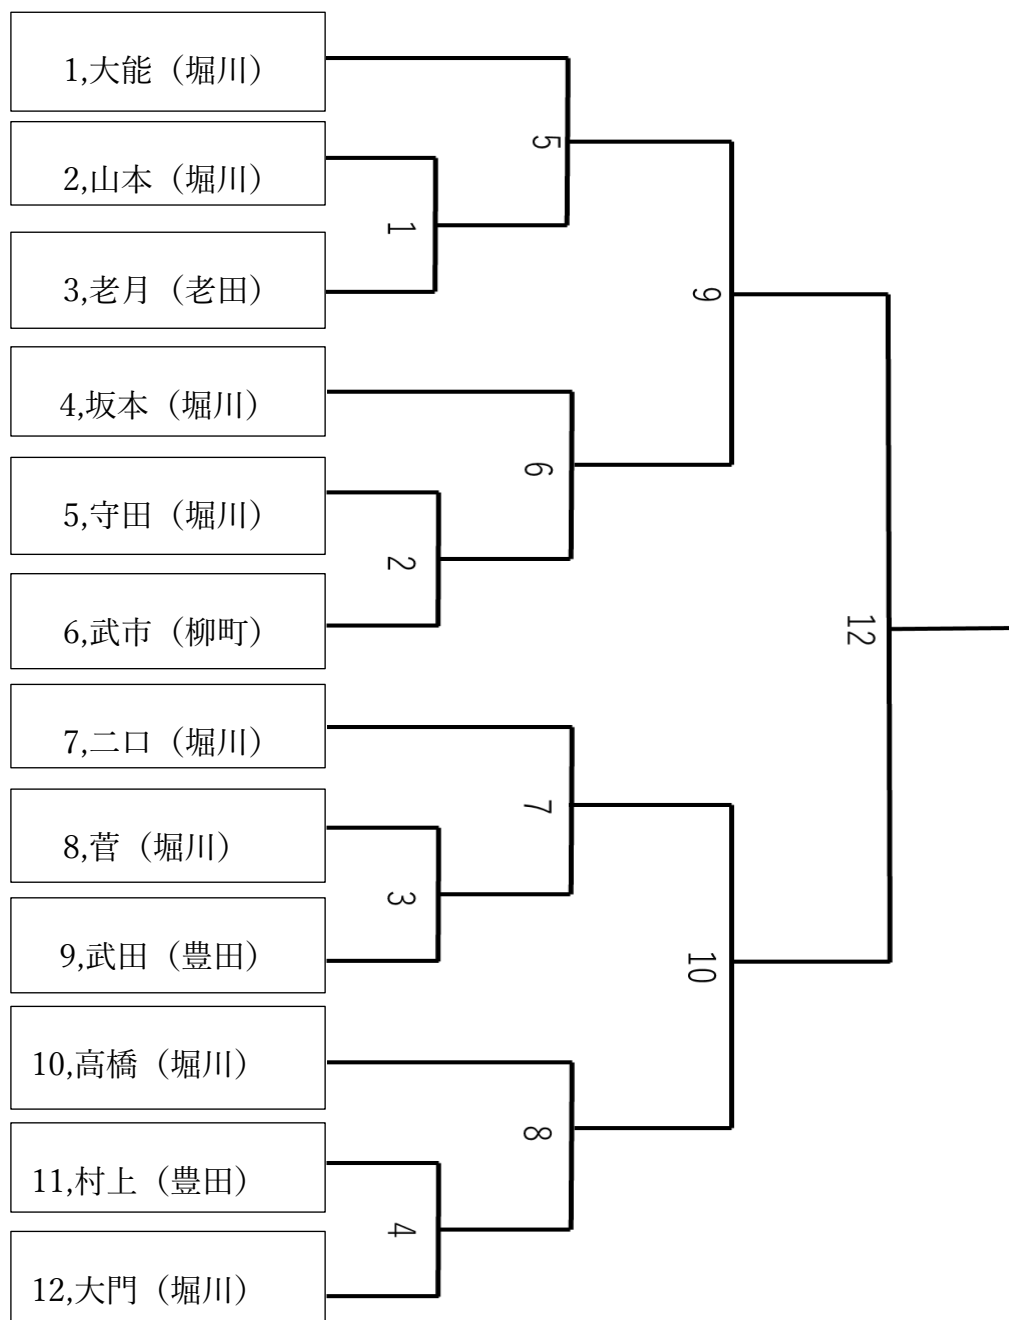 1,大能（堀川）
5
2,山本（堀川）
1
3,老月（老田）
9
4,坂本（堀川）
6
5,守田（堀川）
2
6,武市（柳町）
12
7,二口（堀川）
7
8,菅（堀川）
3
9,武田（豊田）
10
10,高橋（堀川）
8
11,村上（豊田）
4
12,大門（堀川）